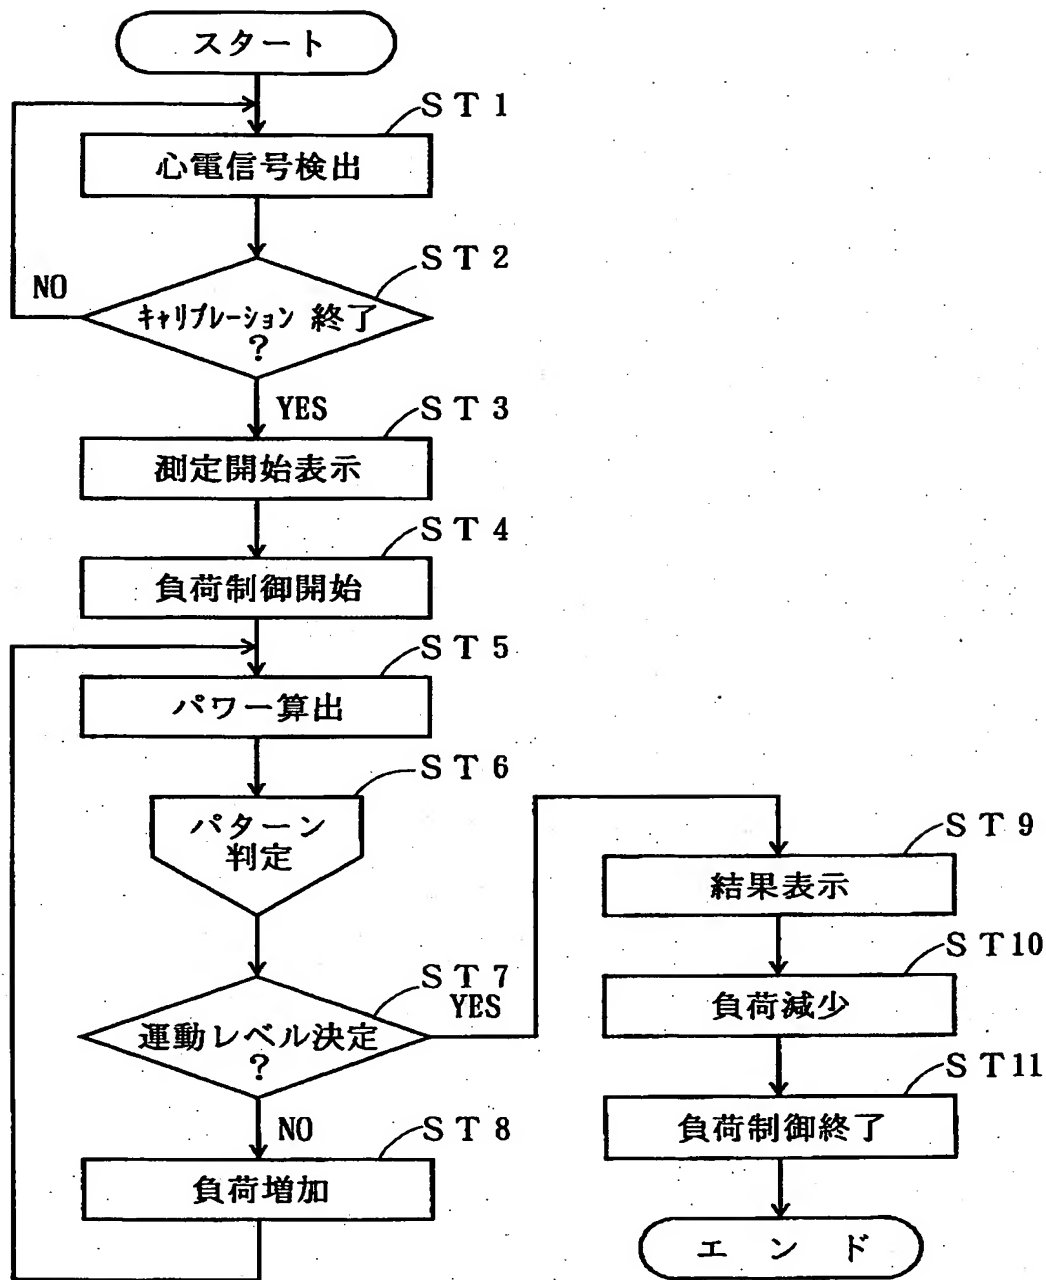 スタート
ST1
心電信号検出
ST2
NO
キャリブレーション 終了
?
YES
ST3
測定開始表示
ST4
負荷制御開始
ST5
パワー算出
ST6
パターン
判定
ST7
YES
運動レベル決定
?
NO
ST8
負荷増加
ST9
結果表示
ST10
負荷減少
ST11
負荷制御終了
エンド